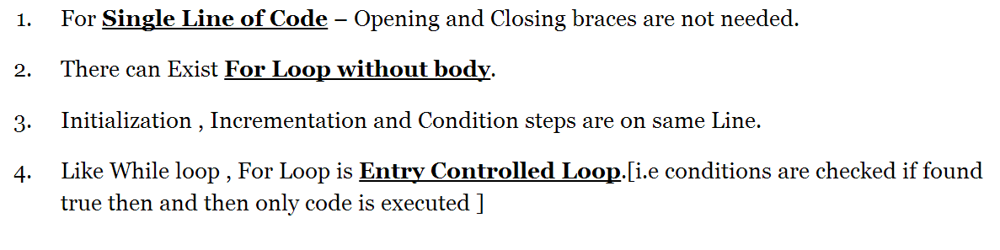 1. For Single Line of Code – Opening and Closing braces are not needed.
2. There can Exist For Loop without body.
3. Initialization , Incrementation and Condition steps are on same Line.
4. Like While loop , For Loop is Entry Controlled Loop.[i.e conditions are checked if found
true then and then only code is executed ]